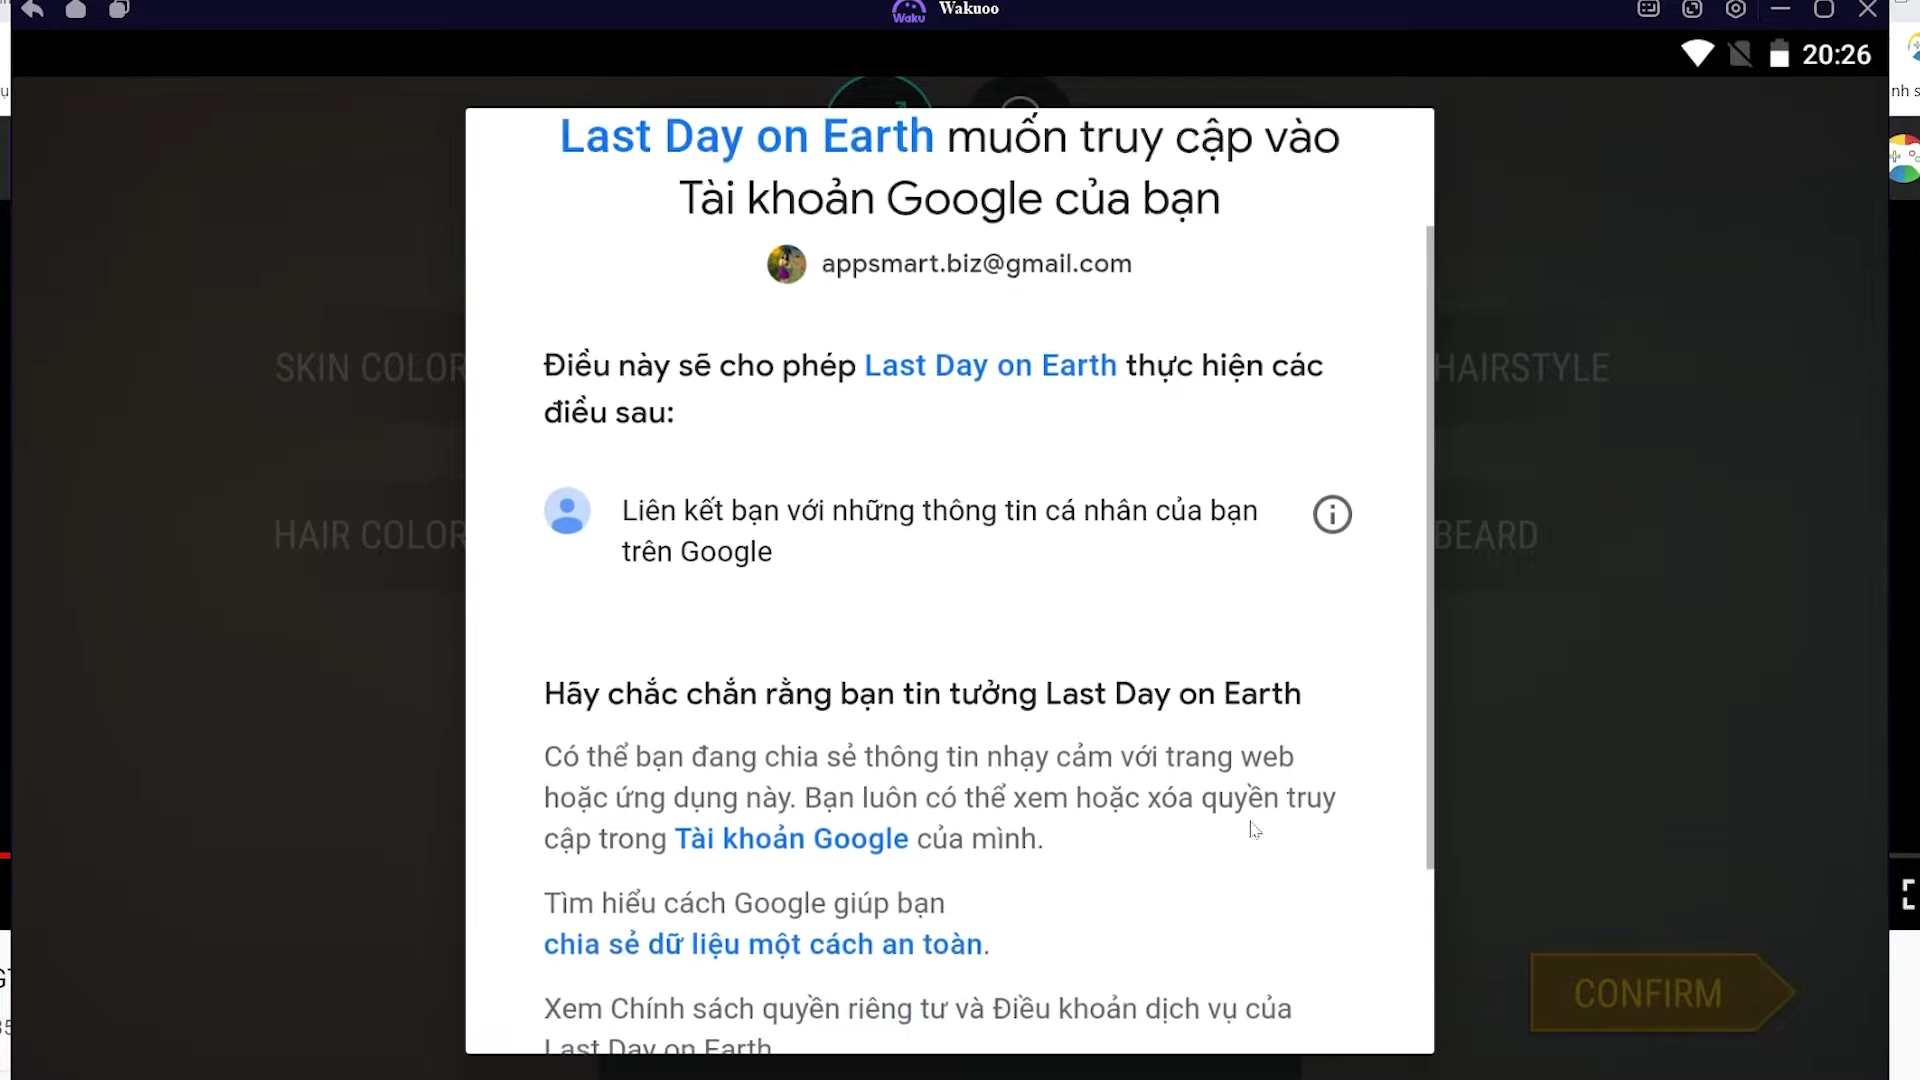 Waku
Wakuoo
20:26
nh s
Last Day on Earth muốn truy cập vào
Tài khoản Google của bạn
appsmart.biz@gmail.com
Điều này sẽ cho phép Last Day on Earth thực hiện các
điều sau:
SKIN COLOR
HAIRSTYLE
Liên kết bạn với những thông tin cá nhân của bạn
trên Google
HAIR COLOR
BEARD
Hãy chắc chắn rằng bạn tin tưởng Last Day on Earth
Có thể bạn đang chia sẻ thông tin nhạy cảm với trang web
hoặc ứng dụng này. Bạn luôn có thể xem hoặc xóa quyền truy
cập trong Tài khoản Google của mình.
Tìm hiểu cách Google giúp bạn
chia sẻ dữ liệu một cách an toàn.
Xem Chính sách quyền riêng tư và Điều khoản dịch vụ của
Last Day on Earth
CONFIRM